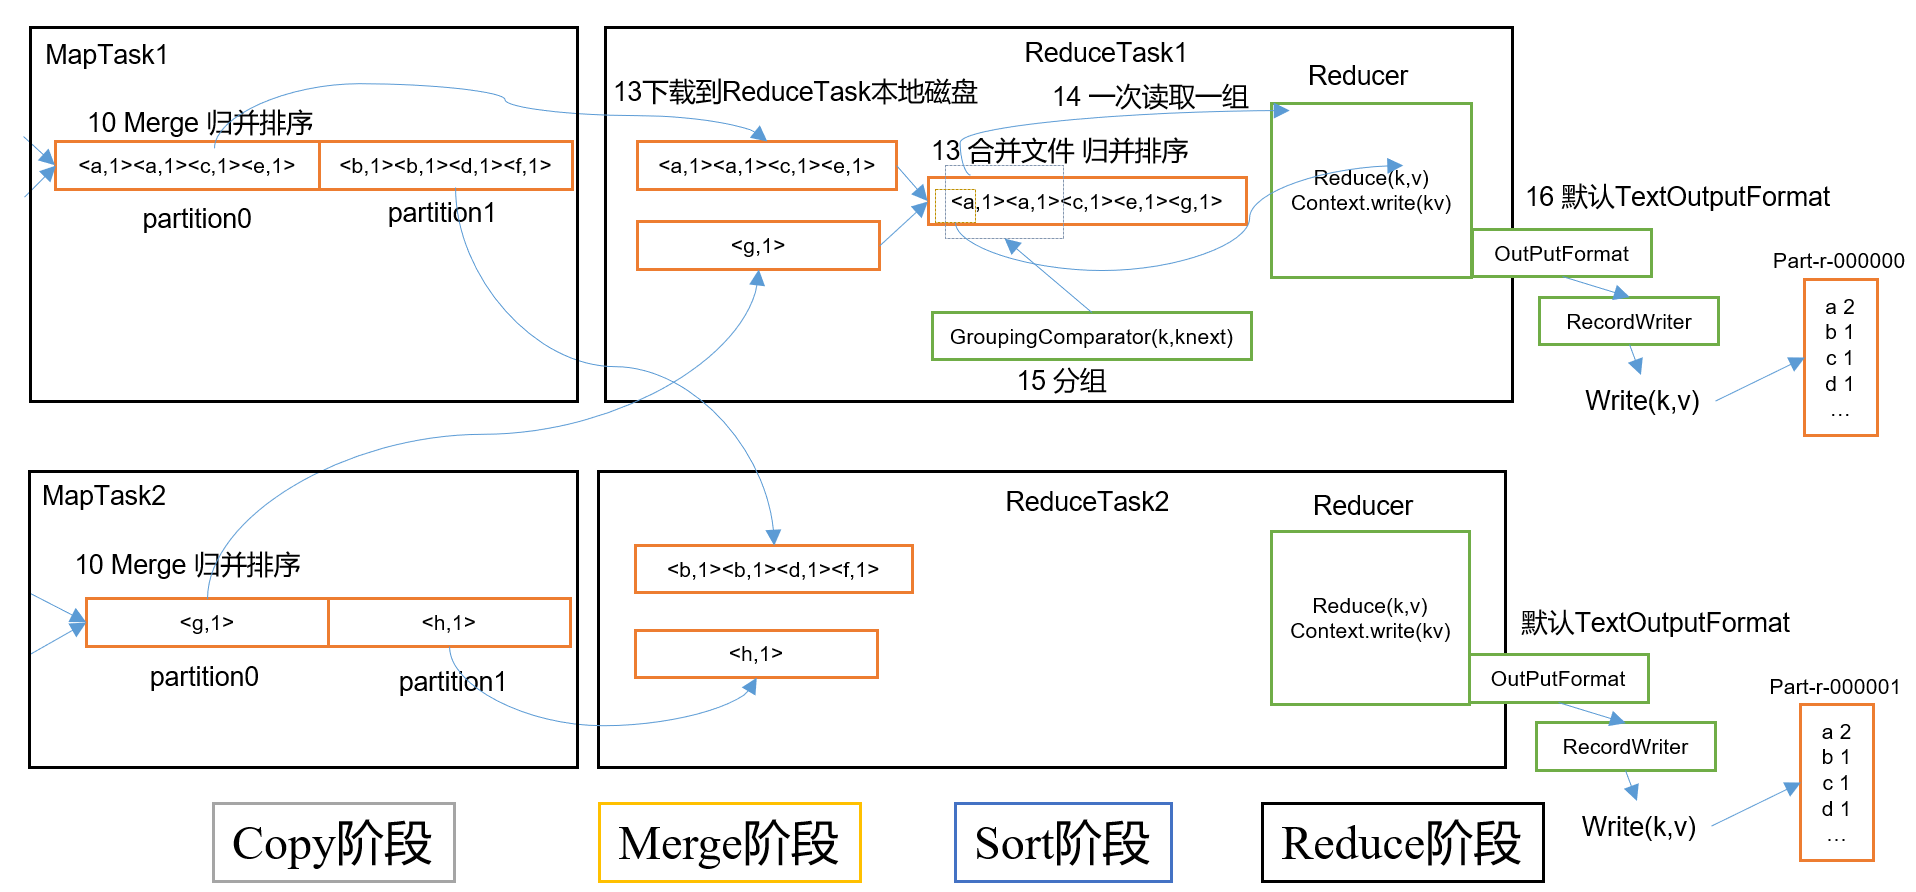 MapTask1
10 Merge 归并排序
<a,1><a,1><c,1><e,1>
<b,1><b,1><d,1><f,1>
partition0
partition1
ReduceTask1
13下载到ReduceTask本地磁盘
14 一次读取一组
Reducer
<a,1><a,1><c,1><e,1>
13 合并文件 归并排序
<g,1>
<a,1><a,1><c,1><e,1><g,1>
Reduce(k,v)
Context.write(kv)
GroupingComparator(k,knext)
15 分组
16 默认TextOutputFormat
OutPutFormat
RecordWriter
Write(k,v)
Part-r-000000
a 2
b 1
c 1
d 1
…
MapTask2
10 Merge 归并排序
<g,1>
<h,1>
partition0
partition1
ReduceTask2
Reducer
<b,1><b,1><d,1><f,1>
<h,1>
Reduce(k,v)
Context.write(kv)
默认TextOutputFormat
OutPutFormat
RecordWriter
Write(k,v)
Part-r-000001
a 2
b 1
c 1
d 1
…
Copy阶段
Merge阶段
Sort阶段
Reduce阶段